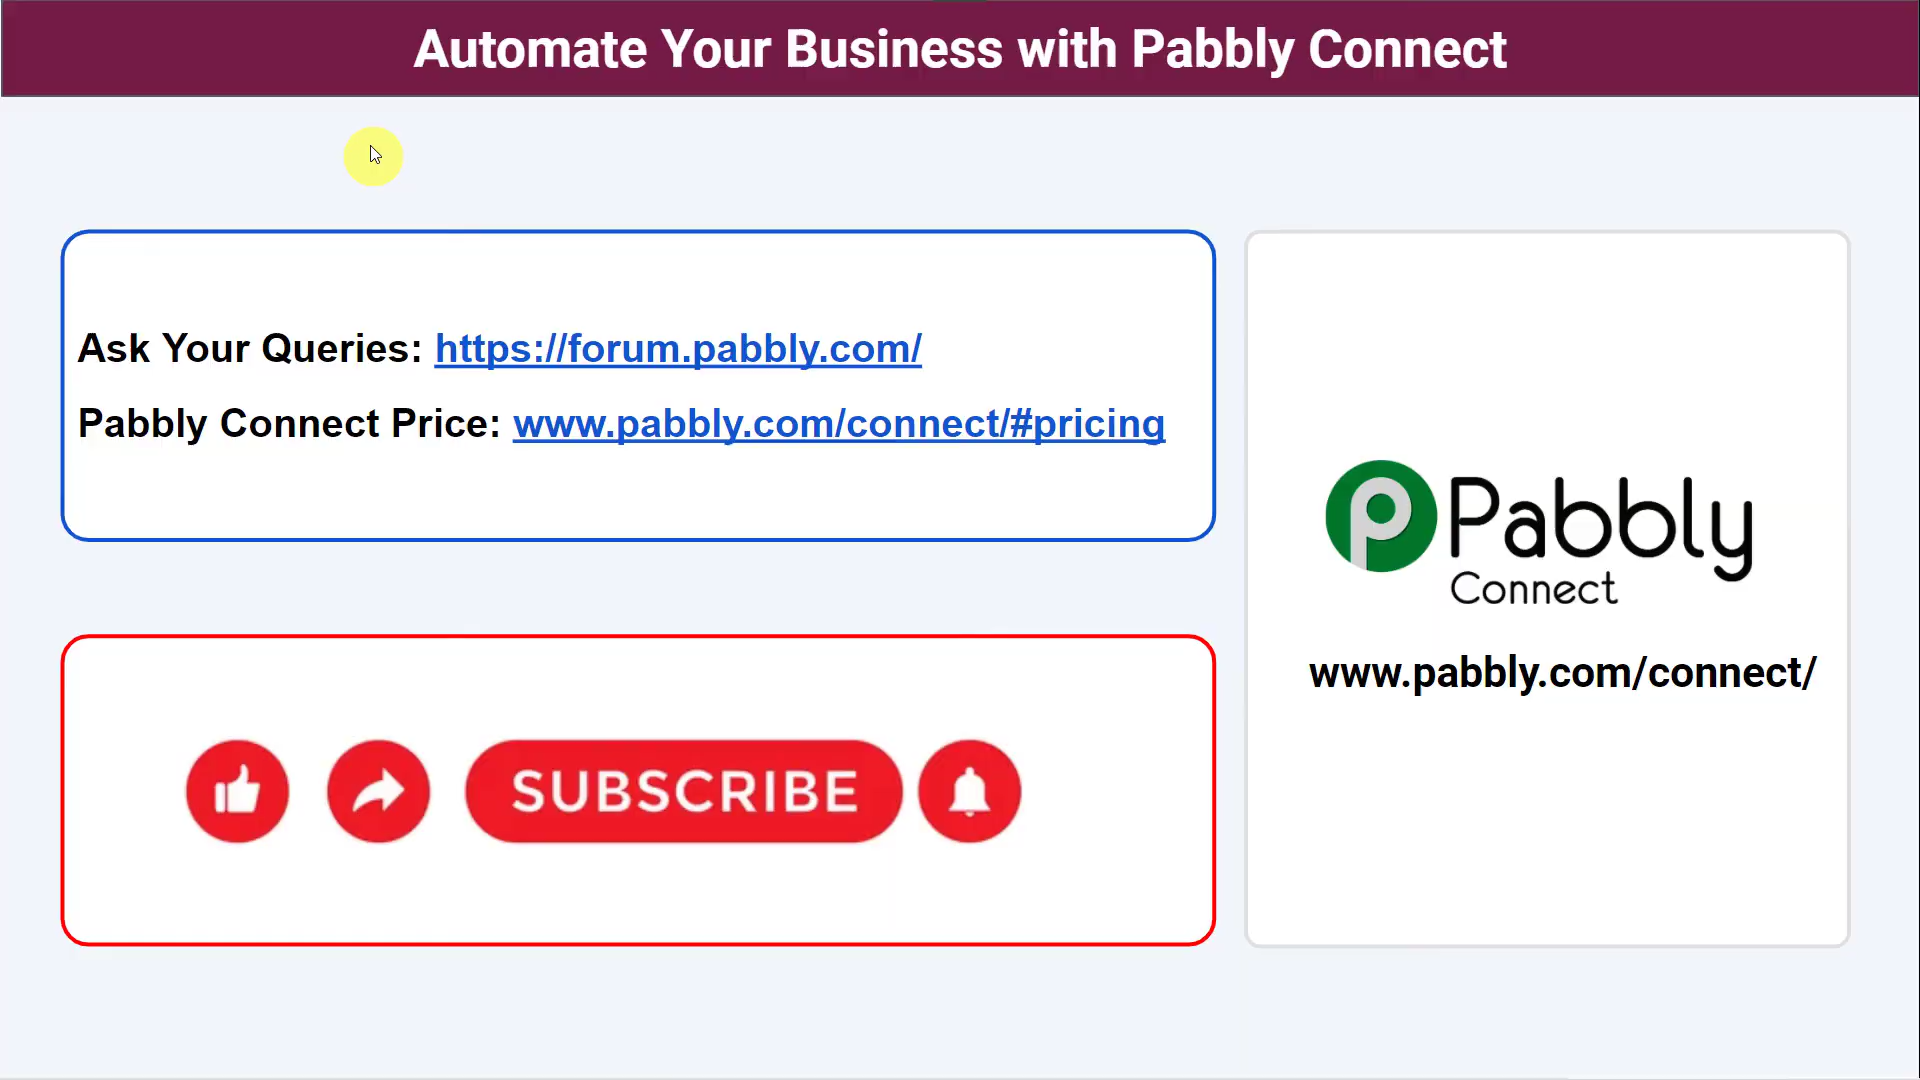 Automate Your Business with Pabbly Connect
Ask Your Queries: https://forum.pabbly.com/
Pabbly Connect Price: www.pabbly.com/connect/#pricing
SUBSCRIBE
Pabbly
Connect
www.pabbly.com/connect/